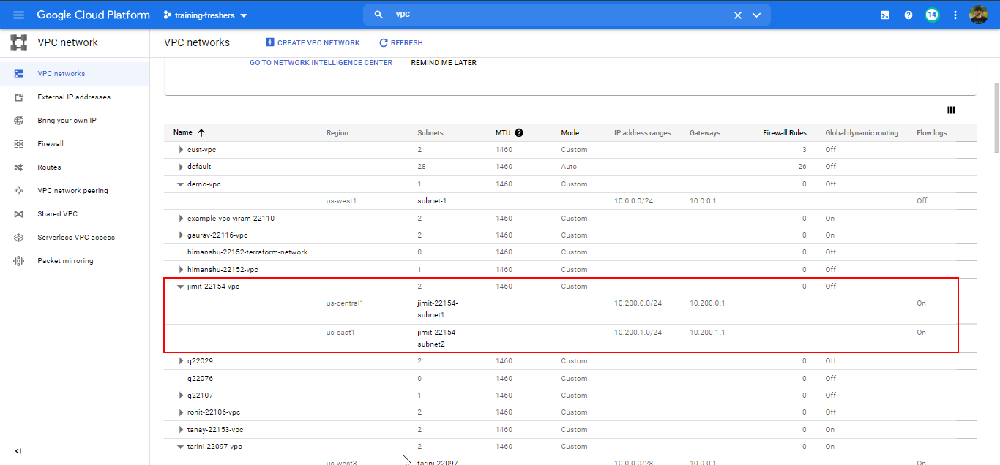 Google Cloud Platform training-freshers vpc 14
VPC network VPC networks CREATE VPC NETWORK REFRESH
GO TO NETWORK INTELLIGENCE CENTER REMIND ME LATER
VPC networks
External IP addresses
Bring your own IP
Firewall
Routes
VPC network peering
Shared VPC
Serverless VPC access
Packet mirroring
Name Region Subnets MTU Mode IP address ranges Gateways Firewall Rules Global dynamic routing Flow logs
cust-vpc 2 1460 Custom 3 Off
default 28 1460 Auto 26 Off
demo-vpc 1 1460 Custom 0 Off
us-west1 subnet-1 10.0.0.0/24 10.0.0.1 Off
example-vpc-viram-22110 2 1460 Custom 0 On
gaurav-22116-vpc 2 1460 Custom 0 On
himanshu-22152-terraform-network 0 1460 Custom 0 Off
himanshu-22152-vpc 1 1460 Custom 0 Off
jimit-22154-vpc 2 1460 Custom 0 Off
us-central1 jimit-22154- 10.200.0.0/24 10.200.0.1 On
subnet1
us-east1 jimit-22154- 10.200.1.0/24 10.200.1.1 On
subnet2
q22029 2 1460 Custom 0 Off
q22076 0 1460 Custom 0 Off
q22107 1 1460 Custom 0 Off
rohit-22106-vpc 2 1460 Custom 0 Off
tanay-22153-vpc 2 1460 Custom 0 On
tarini-22097-vpc 2 1460 Custom 0 On
us-west3 tarini-22097- 10.0.0.0/28 10.0.0.1 On